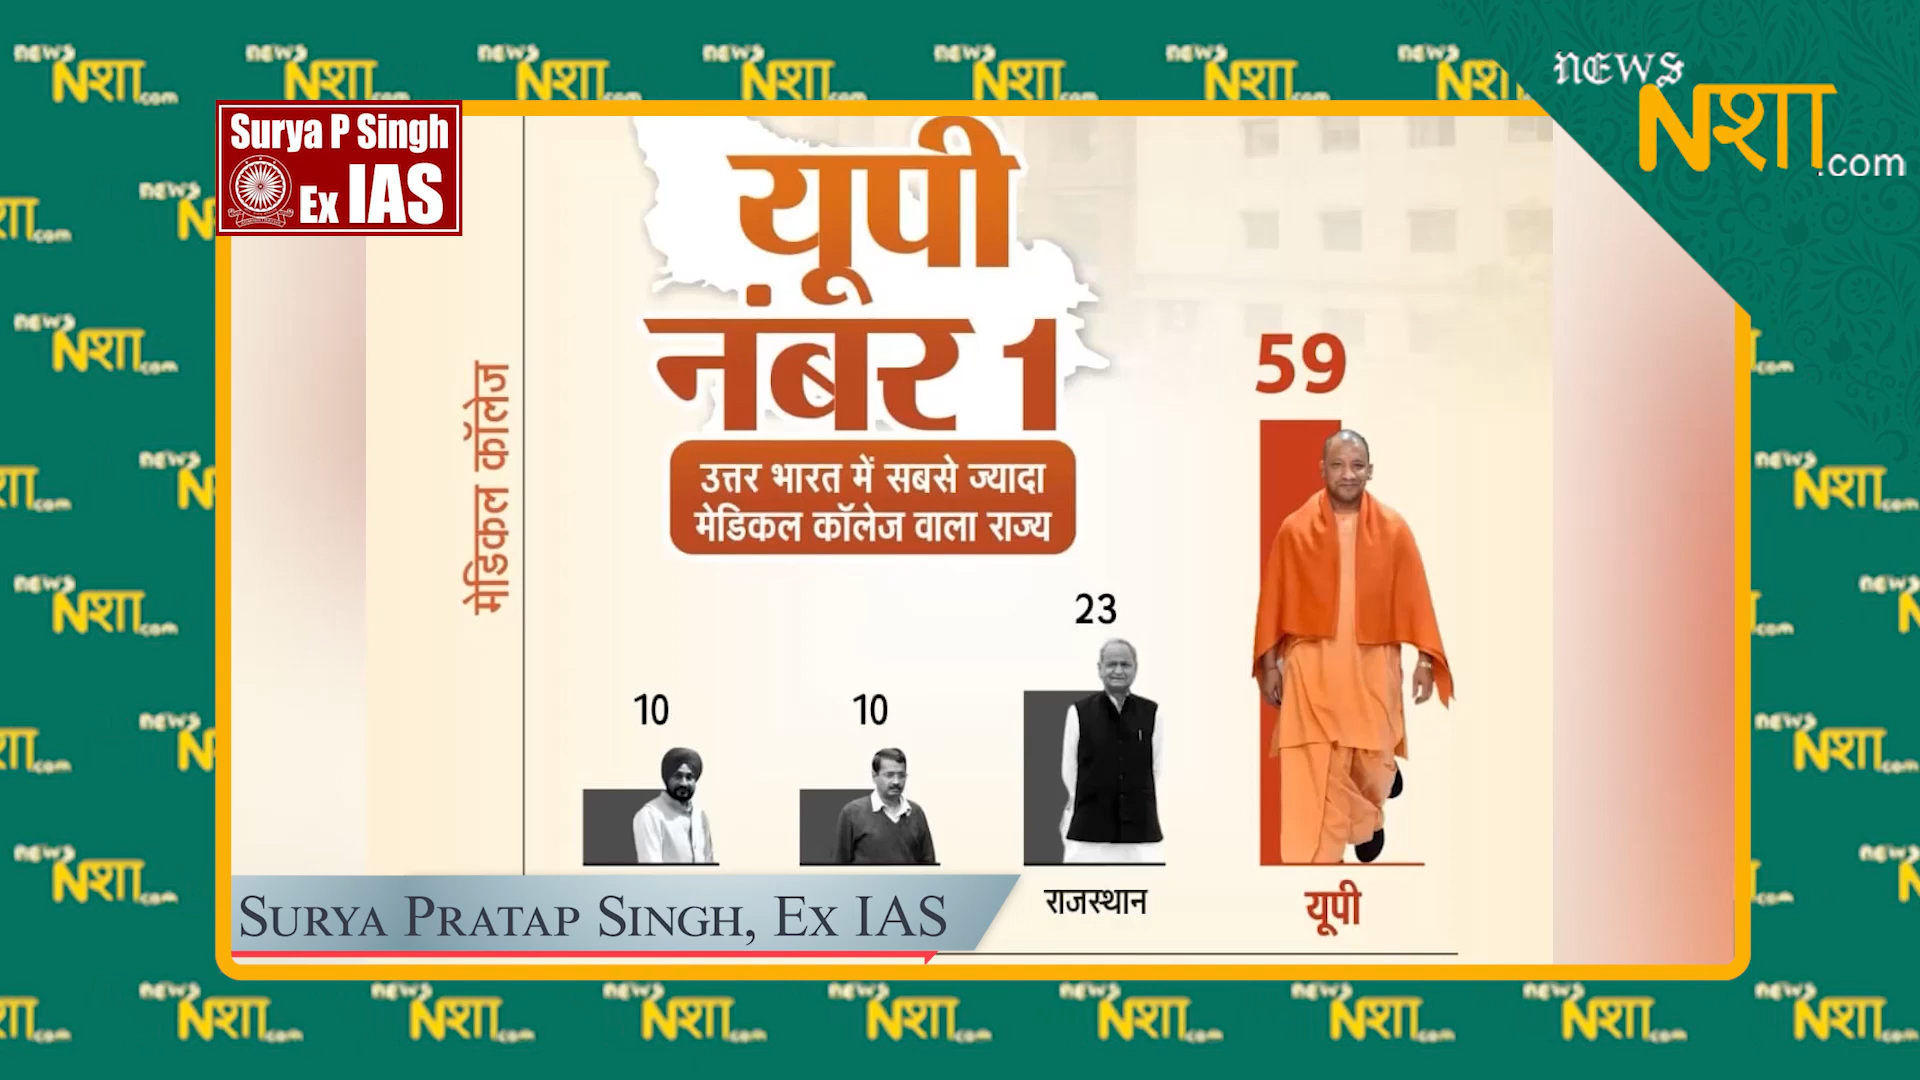 news
Nशा.com
Surya P Singh
Ex IAS
यूपी
नंबर 1
उत्तर भारत में सबसे ज्यादा
मेडिकल कॉलेज वाला राज्य
मेडिकल कॉलेज
10
10
23
59
राजस्थान
यूपी
Surya Pratap Singh, Ex IAS